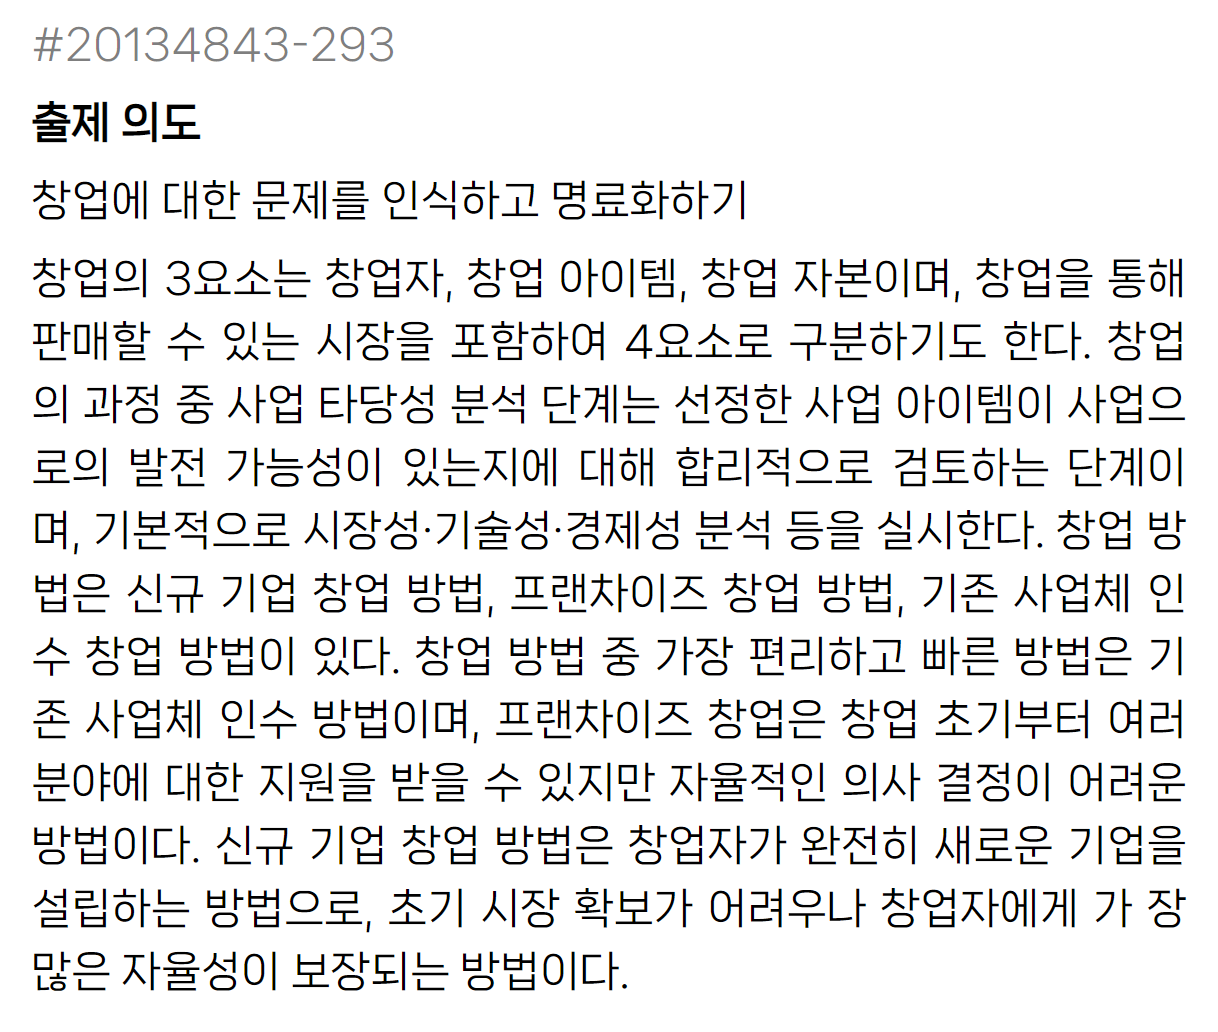 #20134843-293
출제 의도
창업에 대한 문제를 인식하고 명료화하기
창업의 3요소는 창업자, 창업 아이템, 창업 자본이며, 창업을 통해
판매할 수 있는 시장을 포함하여 4요소로 구분하기도 한다. 창업
의 과정 중 사업 타당성 분석 단계는 선정한 사업 아이템이 사업으
로의 발전 가능성이 있는지에 대해 합리적으로 검토하는 단계이
며, 기본적으로 시장성·기술성·경제성 분석 등을 실시한다. 창업 방
법은 신규 기업 창업 방법, 프랜차이즈 창업 방법, 기존 사업체 인
수 창업 방법이 있다. 창업 방법 중 가장 편리하고 빠른 방법은 기
존 사업체 인수 방법이며, 프랜차이즈 창업은 창업 초기부터 여러
분야에 대한 지원을 받을 수 있지만 자율적인 의사 결정이 어려운
방법이다. 신규 기업 창업 방법은 창업자가 완전히 새로운 기업을
설립하는 방법으로, 초기 시장 확보가 어려우나 창업자에게 가 장
많은 자율성이 보장되는 방법이다.